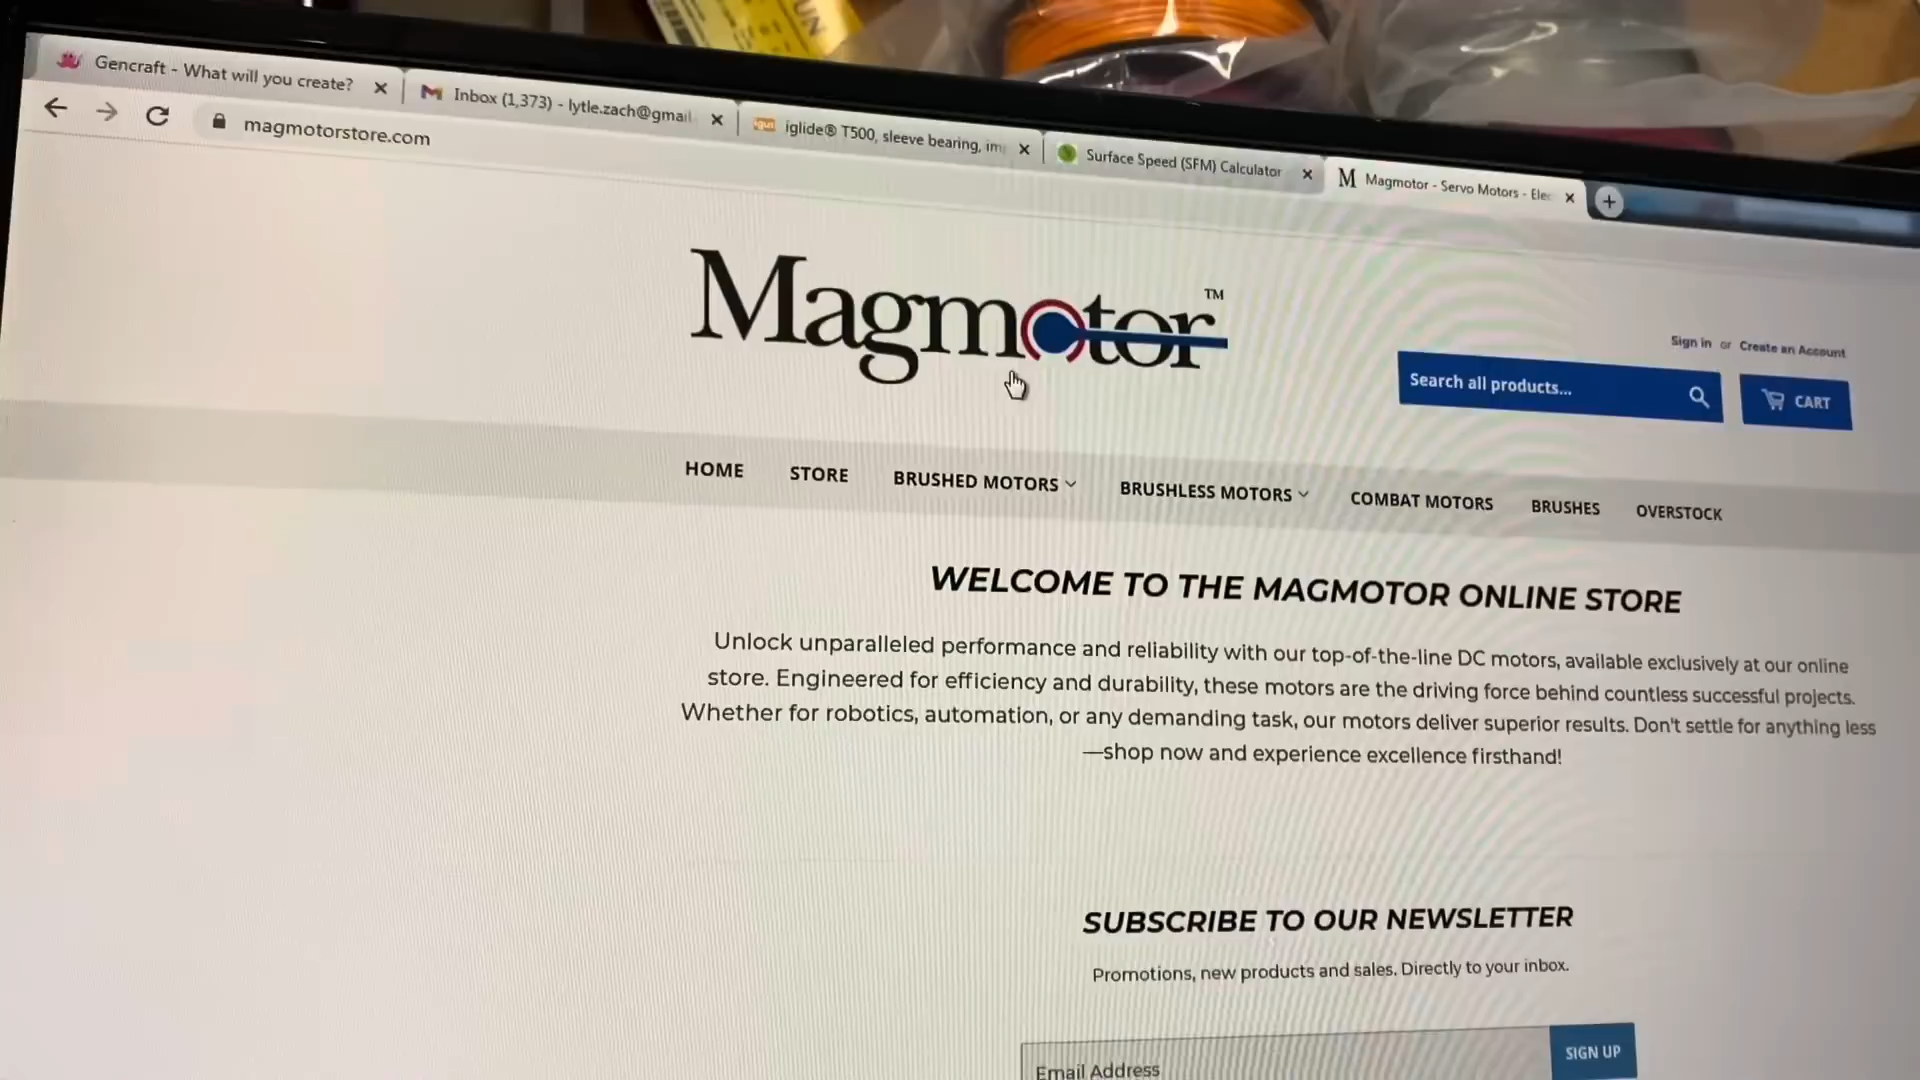 UN
Gencraft - What will you create?
Inbox (1,373) - lytle.zach@gmail
igus iglide® T500, sleeve bearing, im
Surface Speed (SFM) Calculator
M Magmotor - Servo Motors - Elec
magmotorstore.com
Magmotor™
Sign in or Create an Account
Search all products...
CART
HOME STORE BRUSHED MOTORS BRUSHLESS MOTORS COMBAT MOTORS BRUSHES OVERSTOCK
WELCOME TO THE MAGMOTOR ONLINE STORE
Unlock unparalleled performance and reliability with our top-of-the-line DC motors, available exclusively at our online
store. Engineered for efficiency and durability, these motors are the driving force behind countless successful projects.
Whether for robotics, automation, or any demanding task, our motors deliver superior results. Don't settle for anything less
—shop now and experience excellence firsthand!
SUBSCRIBE TO OUR NEWSLETTER
Promotions, new products and sales. Directly to your inbox.
Email Address
SIGN UP